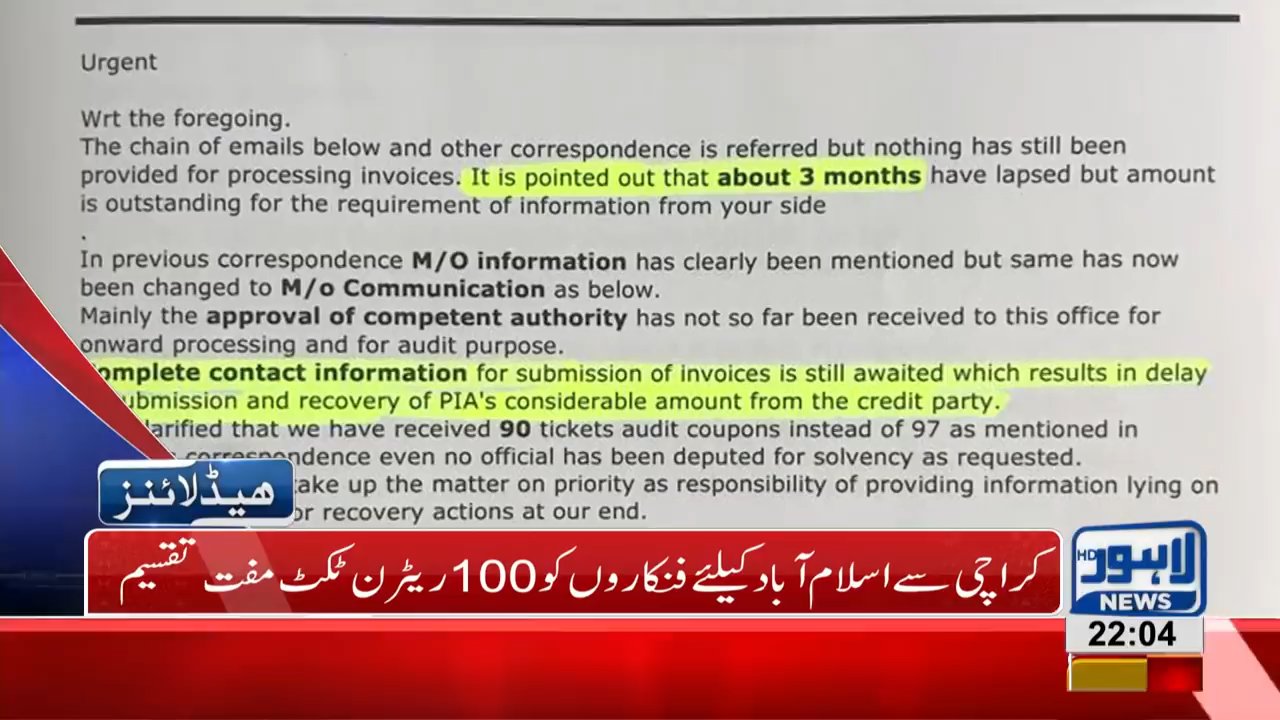 Urgent
Wrt the foregoing.
The chain of emails below and other correspondence is referred but nothing has still been
provided for processing invoices. It is pointed out that about 3 months have lapsed but amount
is outstanding for the requirement of information from your side
.
In previous correspondence M/O information has clearly been mentioned but same has now
been changed to M/o Communication as below.
Mainly the approval of competent authority has not so far been received to this office for
onward processing and for audit purpose.
omplete contact information for submission of invoices is still awaited which results in delay
ubmission and recovery of PIA's considerable amount from the credit party.
larified that we have received 90 tickets audit coupons instead of 97 as mentioned in
correspondence even no official has been deputed for solvency as requested.
ake up the matter on priority as responsibility of providing information lying on
or recovery actions at our end.
ھیڈلائنز
کراچی سے اسلام آباد کیلئے فنکاروں کو 100 ریٹرن ٹکٹ مفت تقسیم
لاہور HD
NEWS
22:04